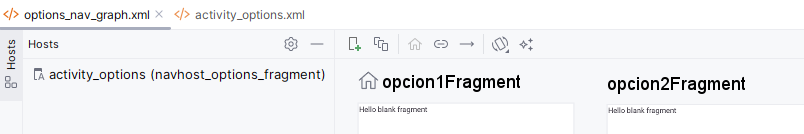 options_nav_graph.xml activity_options.xml
Hosts
Hosts
activity_options (navhost_options_fragment)
opcion1Fragment opcion2Fragment
Hello blank fragment Hello blank fragment